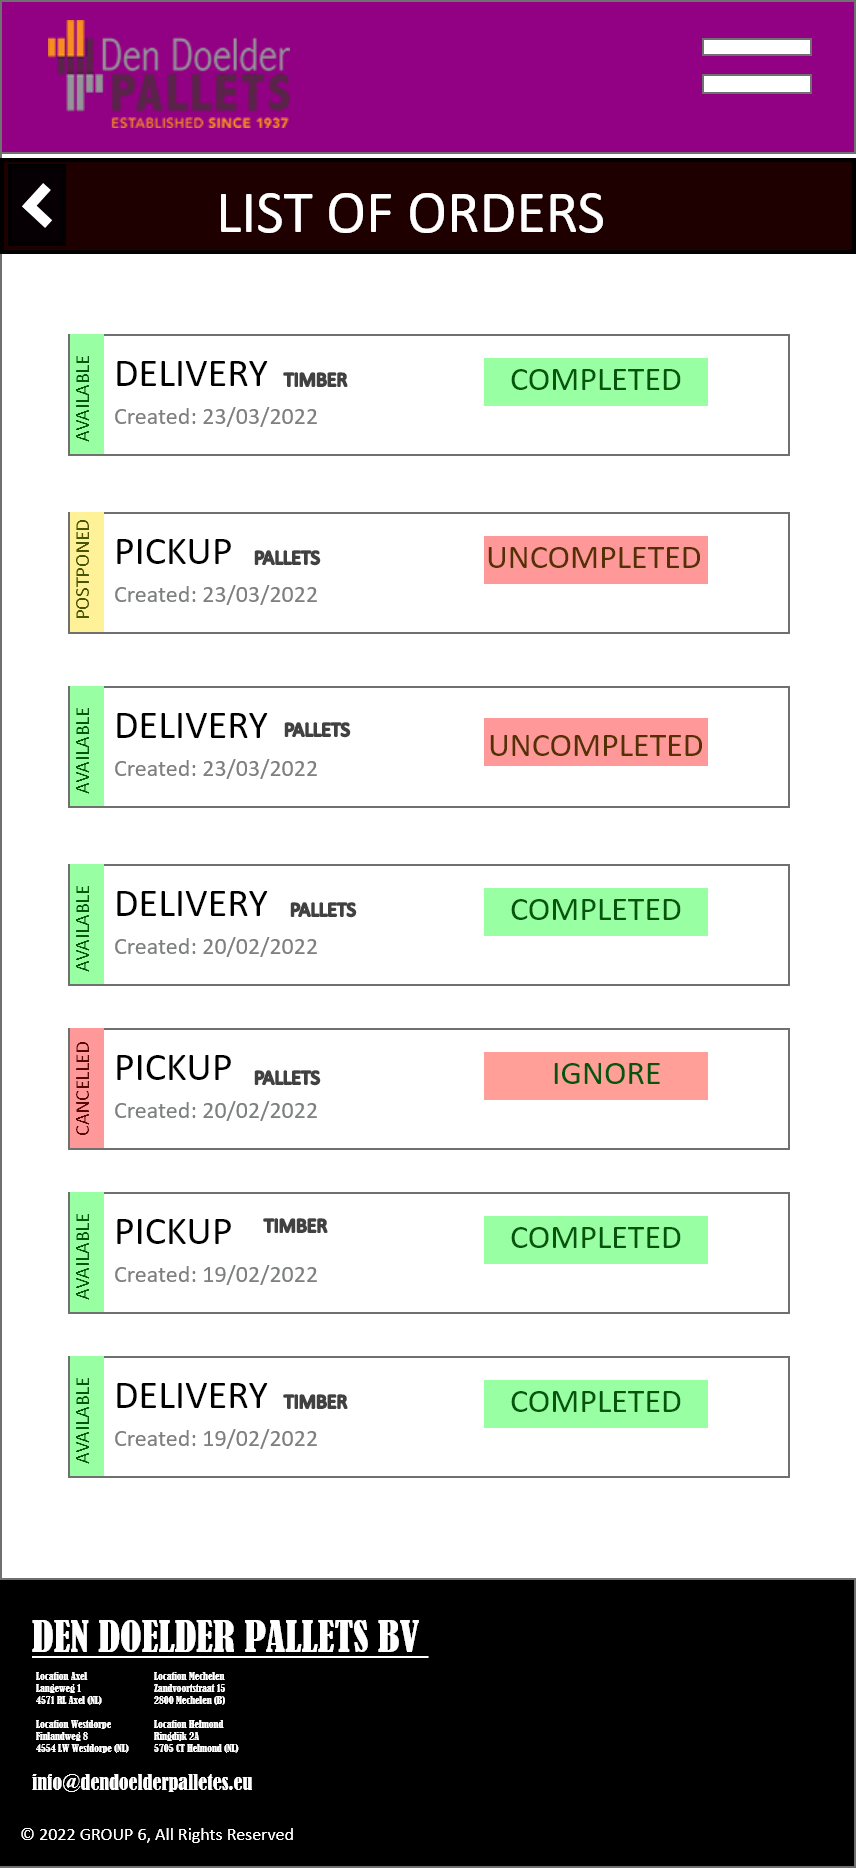 Den Doelder
PALLETS
ESTABLISHED SINCE 1937
LIST OF ORDERS
AVAILABLE
DELIVERY TIMBER
Created: 23/03/2022
COMPLETED
POSTPONED
PICKUP PALLETS
Created: 23/03/2022
UNCOMPLETED
AVAILABLE
DELIVERY PALLETS
Created: 23/03/2022
UNCOMPLETED
AVAILABLE
DELIVERY PALLETS
Created: 20/02/2022
COMPLETED
CANCELLED
PICKUP PALLETS
Created: 20/02/2022
IGNORE
AVAILABLE
PICKUP TIMBER
Created: 19/02/2022
COMPLETED
AVAILABLE
DELIVERY TIMBER
Created: 19/02/2022
COMPLETED
DEN DOELDER PALLETS BV
Location Axel
Langeweg 1
4571 RL Axel (NL)
Location Mechelen
Zandvoortstraat 15
2800 Mechelen (B)
Location Westdorpe
Finlandweg 8
4554 LW Westdorpe (NL)
Location Helmond
Ringdijk 2A
5705 CT Helmond (NL)
info@dendoelderpalletes.eu
© 2022 GROUP 6, All Rights Reserved